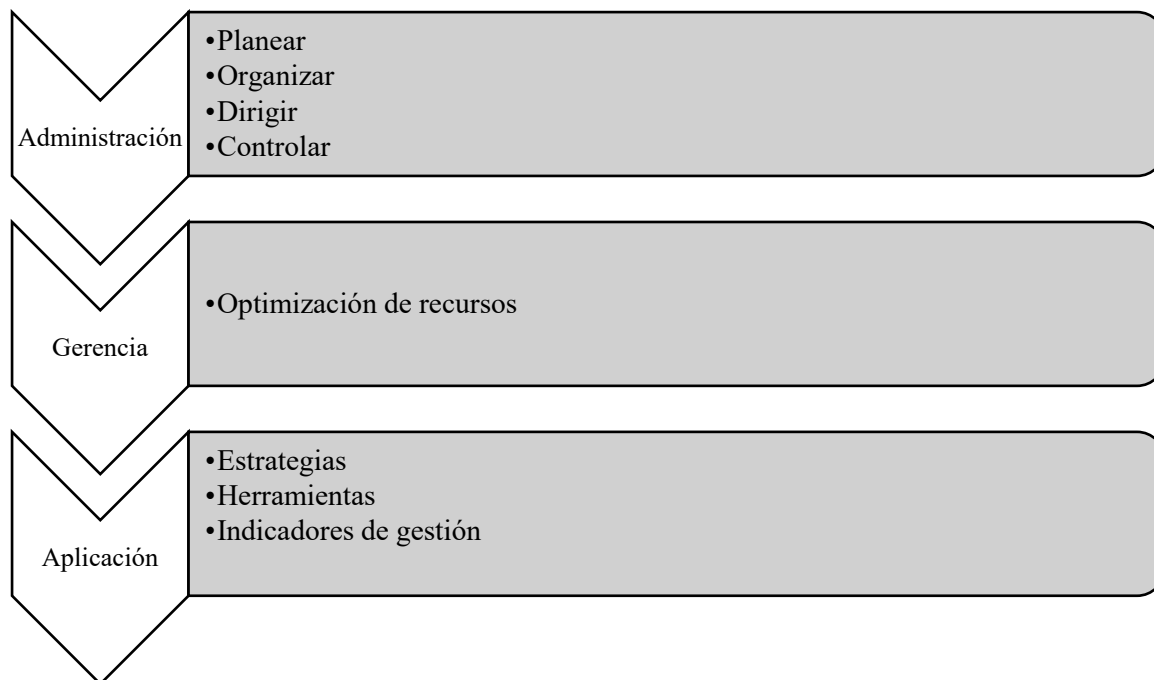 Administración
•Planear
•Organizar
•Dirigir
•Controlar
Gerencia
•Optimización de recursos
Aplicación
•Estrategias
•Herramientas
•Indicadores de gestión